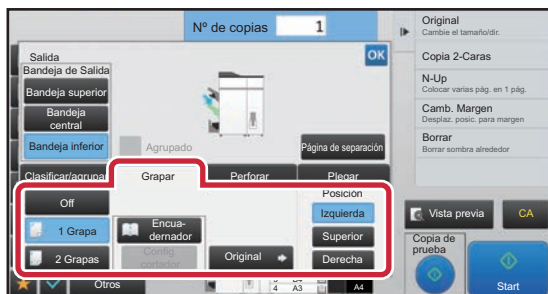 Nº de copias
1
Original
Cambie el tamaño/dir.
Copia 2-Caras
N-Up
Colocar varias pág. en 1 pág.
Camb. Margen
Desplaz. posic. para margen
Borrar
Borrar sombra alrededor
Salida
OK
Bandeja de Salida
Bandeja superior
Bandeja
central
Bandeja inferior
Agrupado
Página de separación
Clasificar/agrupar
Grapar
Perforar
Plegar
Off
1 Grapa
2 Grapas
Encua-
dernador
Config.
cortador
Original
Posición
Izquierda
Superior
Derecha
Vista previa
CA
Copia de
prueba
Start
Otros
4 A3
A4